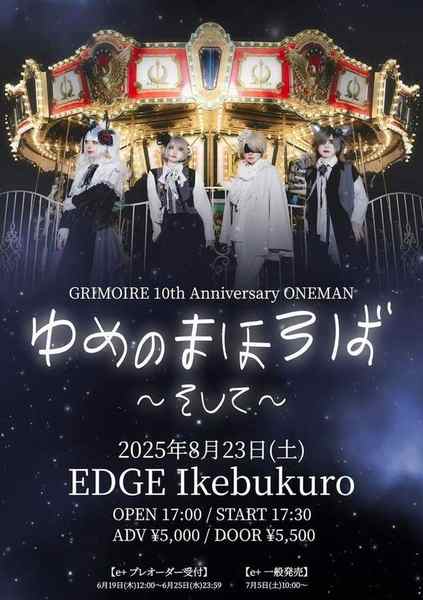 GRIMOIRE 10th Anniversary ONEMAN
ゆめのまほろば
～そして～
2025年8月23日(土)
EDGE Ikebukuro
OPEN 17:00 / START 17:30
ADV ¥5,000 / DOOR ¥5,500
【e+ プレオーダー受付】 【e+ 一般発売】
6月19日(木)12:00～6月25日(水)23:59 7月5日(土)10:00～